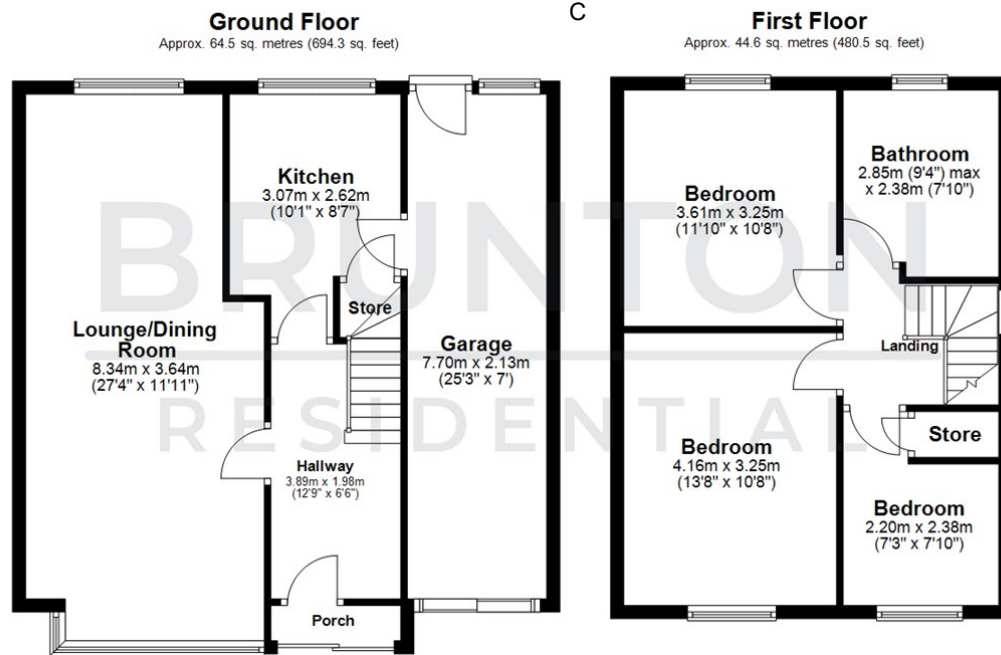 Ground Floor
Approx. 64.5 sq. metres (694.3 sq. feet)
Kitchen
3.07m x 2.62m
(10'1" x 8'7")
Store
Lounge/Dining
Room
8.34m x 3.64m
(27'4" x 11'11")
Garage
7.70m x 2.13m
(25'3" x 7')
Hallway
3.89m x 1.98m
(12'9" x 6'6")
Porch
C
First Floor
Approx. 44.6 sq. metres (480.5 sq. feet)
Bedroom
3.61m x 3.25m
(11'10" x 10'8")
Bathroom
2.85m (9'4") max
x 2.38m (7'10")
Landing
Bedroom
4.16m x 3.25m
(13'8" x 10'8")
Store
Bedroom
2.20m x 2.38m
(7'3" x 7'10")
BRUNTON
RESIDENTIAL